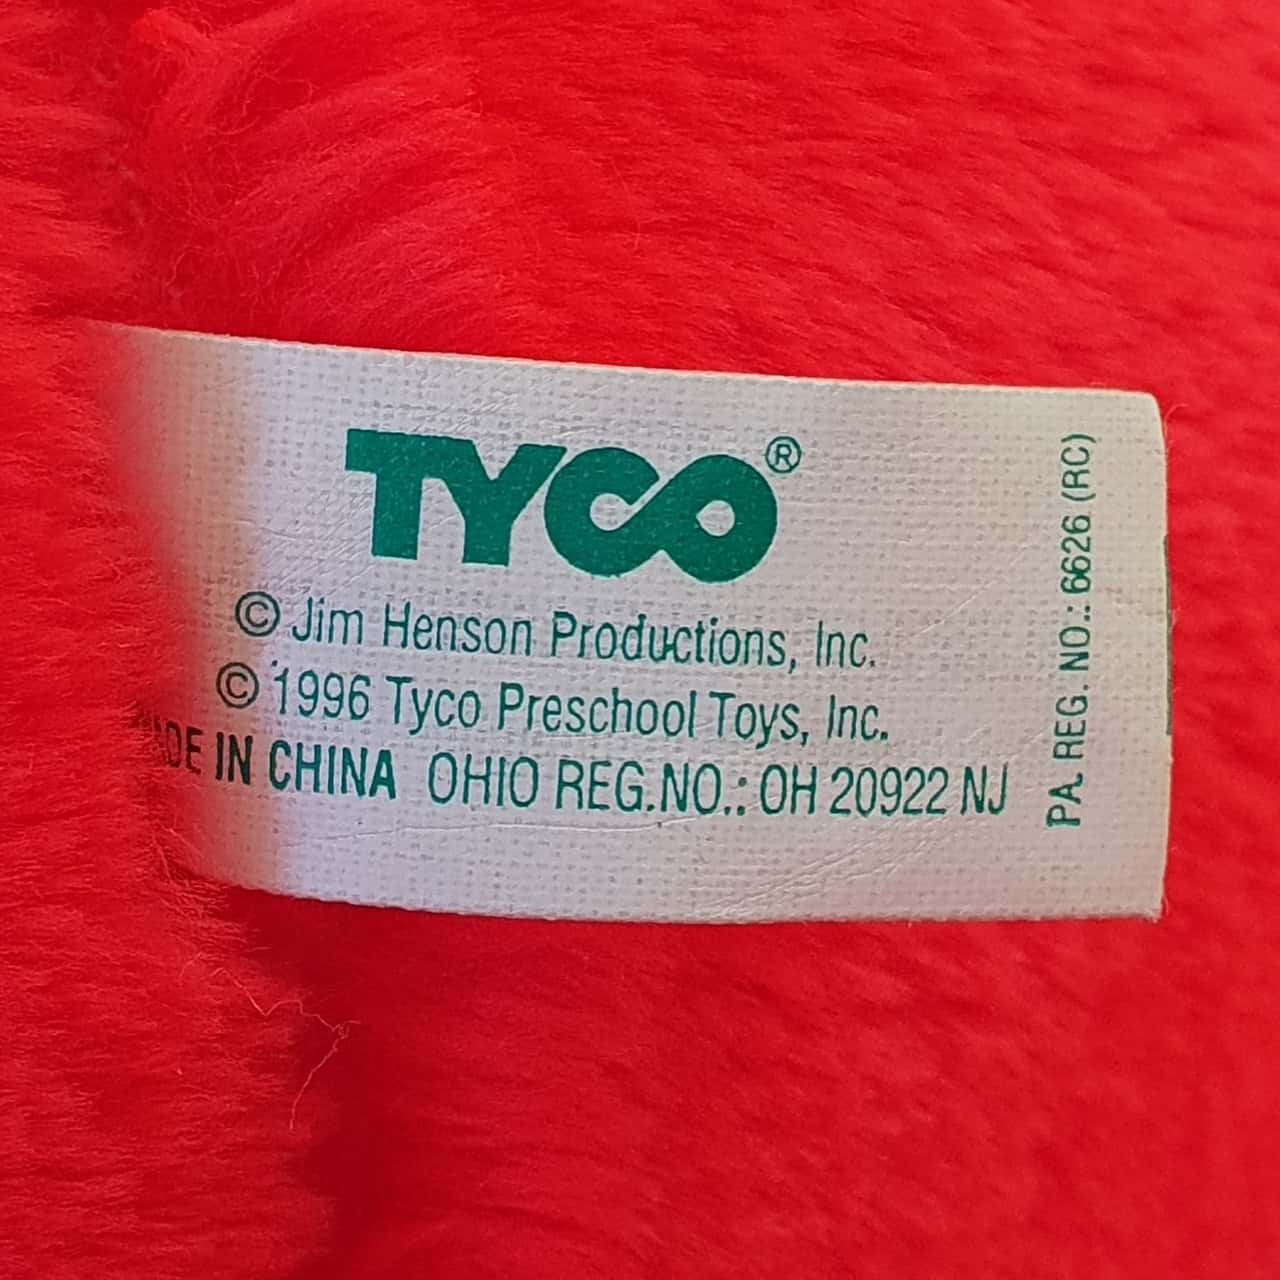 TYCO®
© Jim Henson Productions, Inc.
© 1996 Tyco Preschool Toys, Inc.
MADE IN CHINA OHIO REG.NO.: OH 20922 NJ
PA. REG. NO.: 6626 (RC)